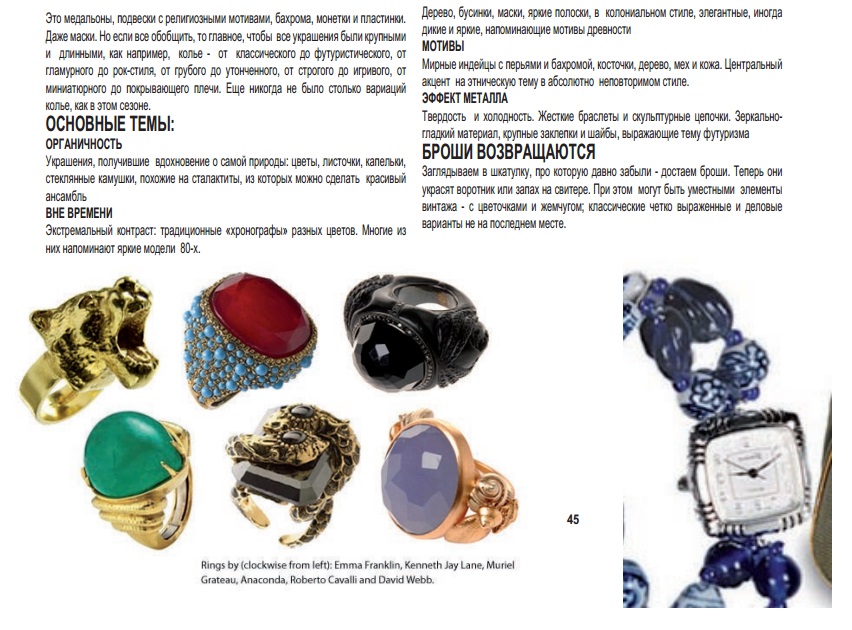 Это медальоны, подвески с религиозными мотивами, бахрома, монетки и пластинки.
Даже маски. Но если все обобщить, то главное, чтобы все украшения были крупными
и длинными, как например, колье - от классического до футуристического, от
гламурного до рок-стиля, от грубого до утонченного, от строгого до игривого, от
миниатюрного до покрывающего плечи. Еще никогда не было столько вариаций
колье, как в этом сезоне.
ОСНОВНЫЕ ТЕМЫ:
ОРГАНИЧНОСТЬ
Украшения, получившие вдохновение о самой природы: цветы, листочки, капельки,
стеклянные камушки, похожие на сталактиты, из которых можно сделать красивый
ансамбль
ВНЕ ВРЕМЕНИ
Экстремальный контраст: традиционные «хронографы» разных цветов. Многие из
них напоминают яркие модели 80-х.
Дерево, бусинки, маски, яркие полоски, в колониальном стиле, элегантные, иногда
дикие и яркие, напоминающие мотивы древности
МОТИВЫ
Мирные индейцы с перьями и бахромой, косточки, дерево, мех и кожа. Центральный
акцент на этническую тему в абсолютно неповторимом стиле.
ЭФФЕКТ МЕТАЛЛА
Твердость и холодность. Жесткие браслеты и скульптурные цепочки. Зеркально-
гладкий материал, крупные заклепки и шайбы, выражающие тему футуризма
БРОШИ ВОЗВРАЩАЮТСЯ
Заглядываем в шкатулку, про которую давно забыли - достаем броши. Теперь они
украсят воротник или запах на свитере. При этом могут быть уместными элементы
винтажа - с цветочками и жемчугом; классические четко выраженные и деловые
варианты не на последнем месте.
45
Rings by (clockwise from left): Emma Franklin, Kenneth Jay Lane, Muriel
Grateau, Anaconda, Roberto Cavalli and David Webb.